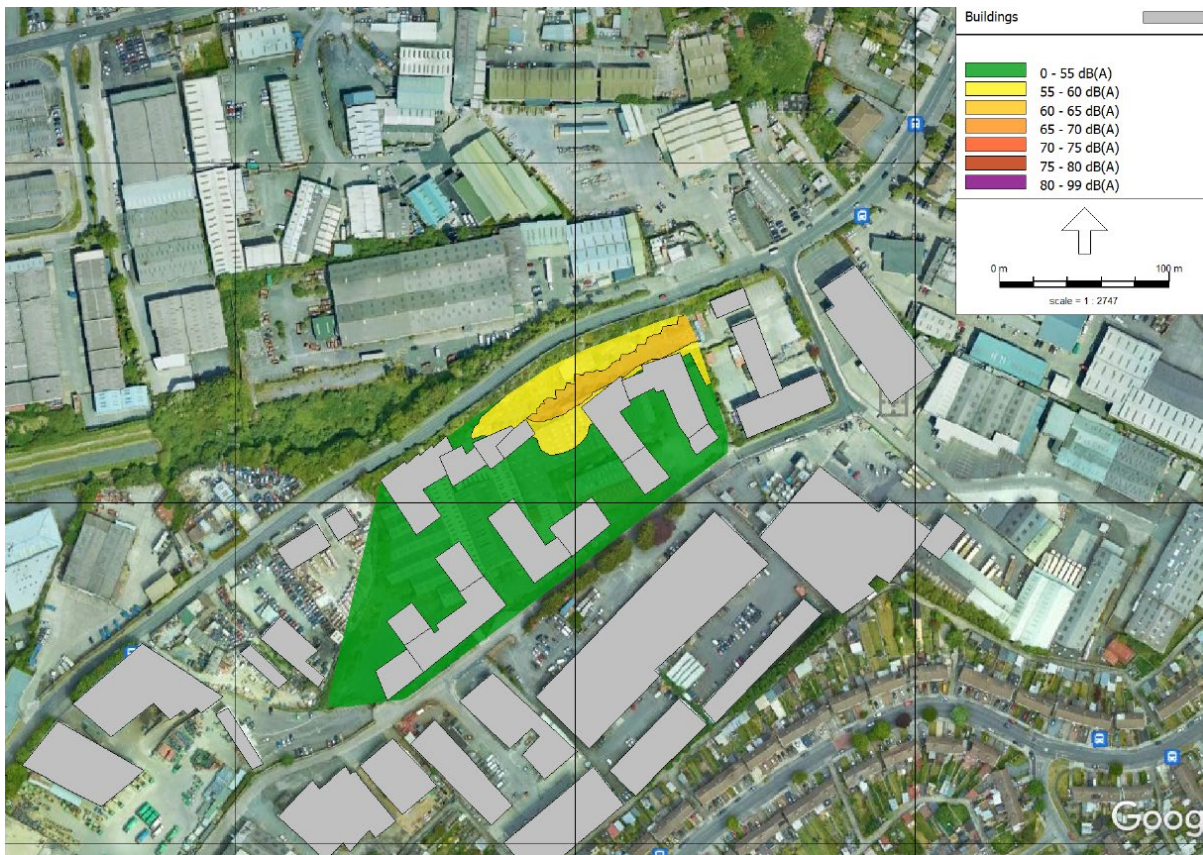 Buildings
0 - 55 dB(A)
55 - 60 dB(A)
60 - 65 dB(A)
65 - 70 dB(A)
70 - 75 dB(A)
75 - 80 dB(A)
80 - 99 dB(A)
0 m 100 m
scale = 1 : 2747
Goog